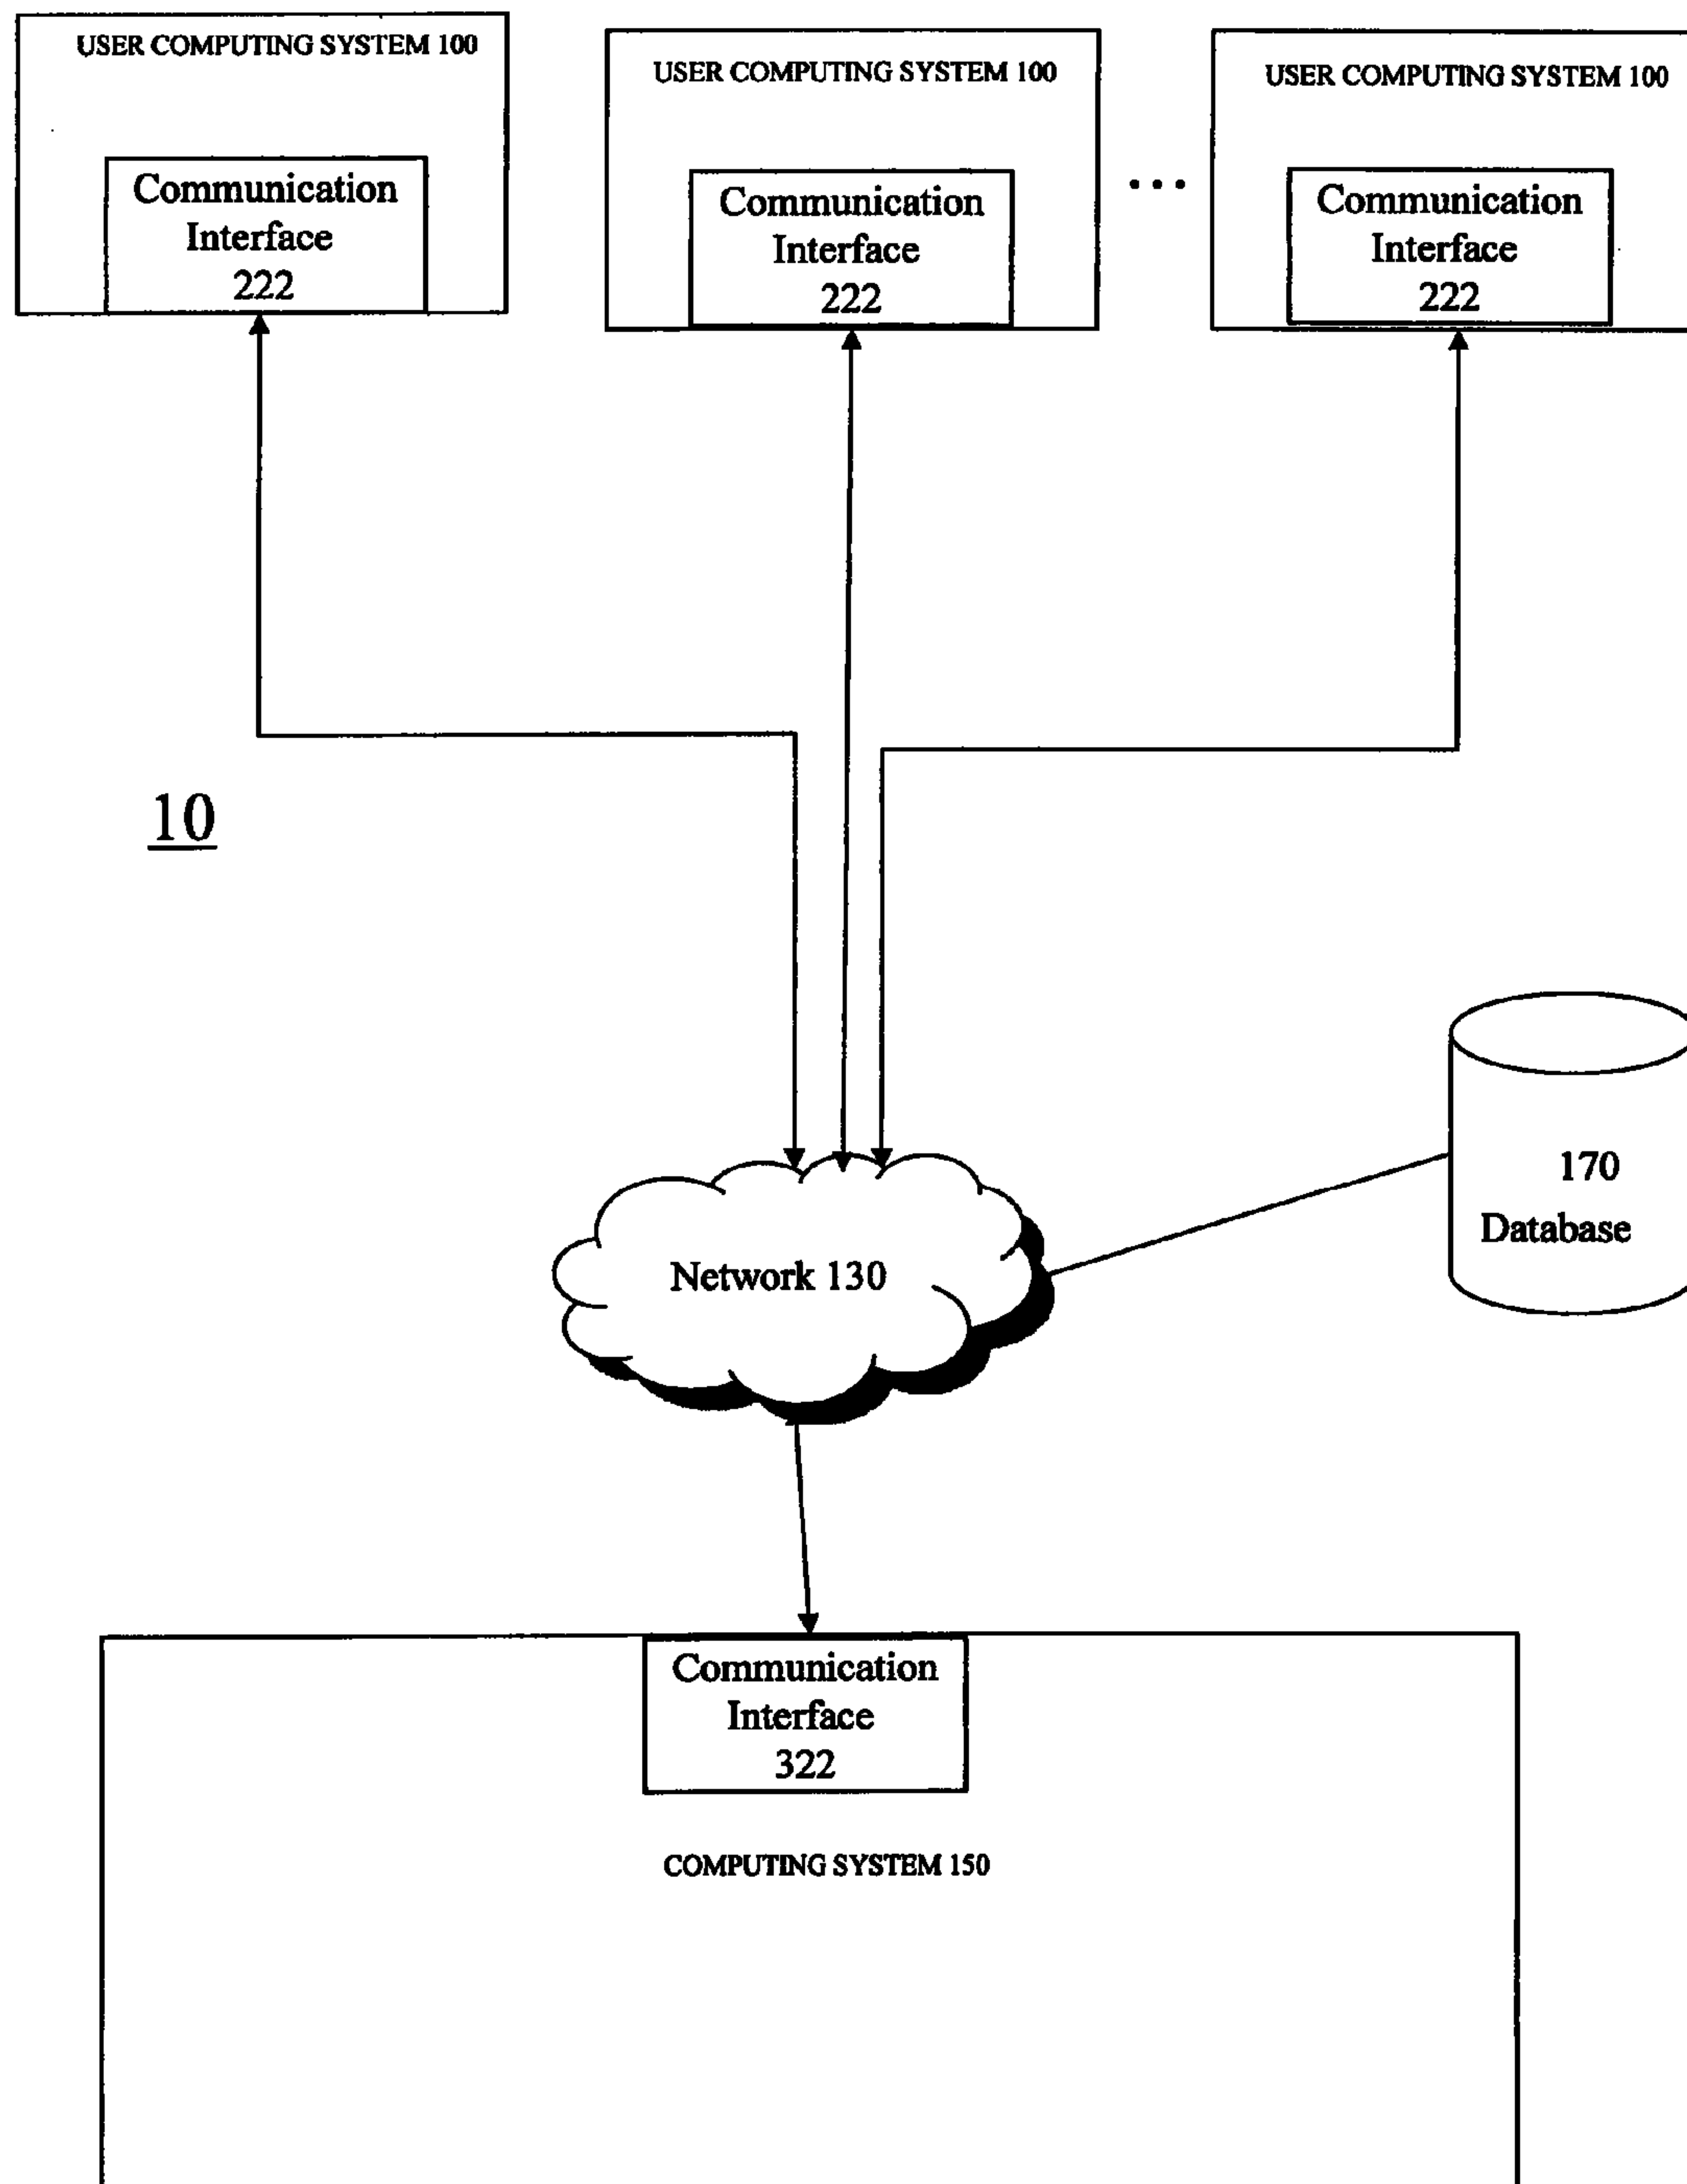 USER COMPUTING SYSTEM 100
Communication
Interface
222
USER COMPUTING SYSTEM 100
Communication
Interface
222
...
USER COMPUTING SYSTEM 100
Communication
Interface
222
10
170
Database
Network 130
Communication
Interface
322
COMPUTING SYSTEM 150